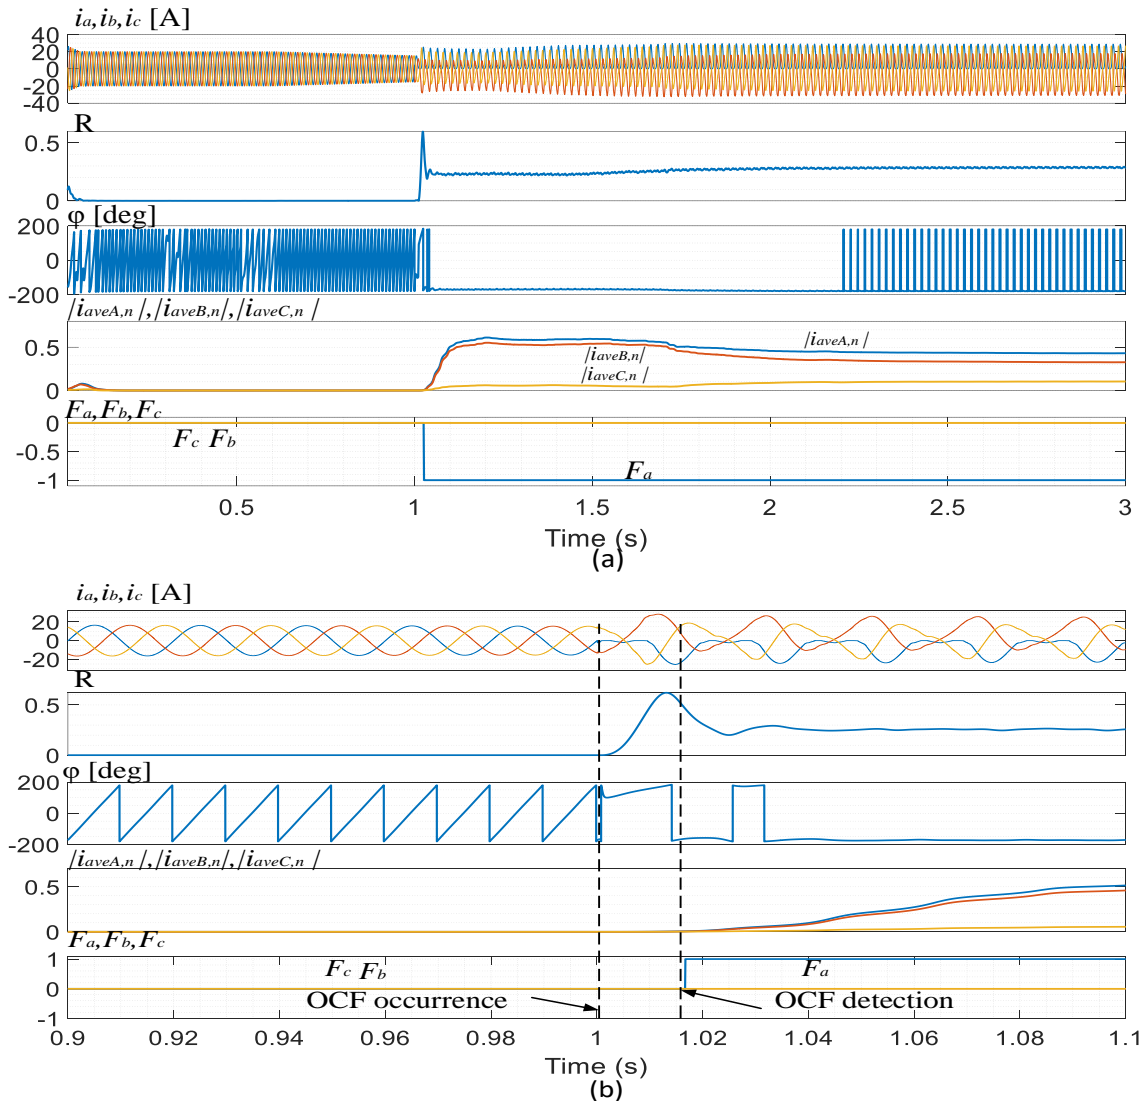 ia,ib,ic [A]
40
20
0
-20
-40
R
0.5
0
φ [deg]
200
0
-200
|iaveA,n|,|iaveB,n|,|iaveC,n|
0.5
0
|iaveA,n|
|iaveB,n|
|iaveC,n|
Fa,Fb,Fc
0
-0.5
-1
Fc Fb
Fa
0.5 1 1.5 2 2.5 3
Time (s)
(a)
ia,ib,ic [A]
20
0
-20
R
0.5
0
φ [deg]
200
0
-200
|iaveA,n|,|iaveB,n|,|iaveC,n|
0.5
0
Fa,Fb,Fc
1
0
-1
Fc Fb
Fa
OCF occurrence
OCF detection
0.9 0.92 0.94 0.96 0.98 1 1.02 1.04 1.06 1.08 1.1
Time (s)
(b)